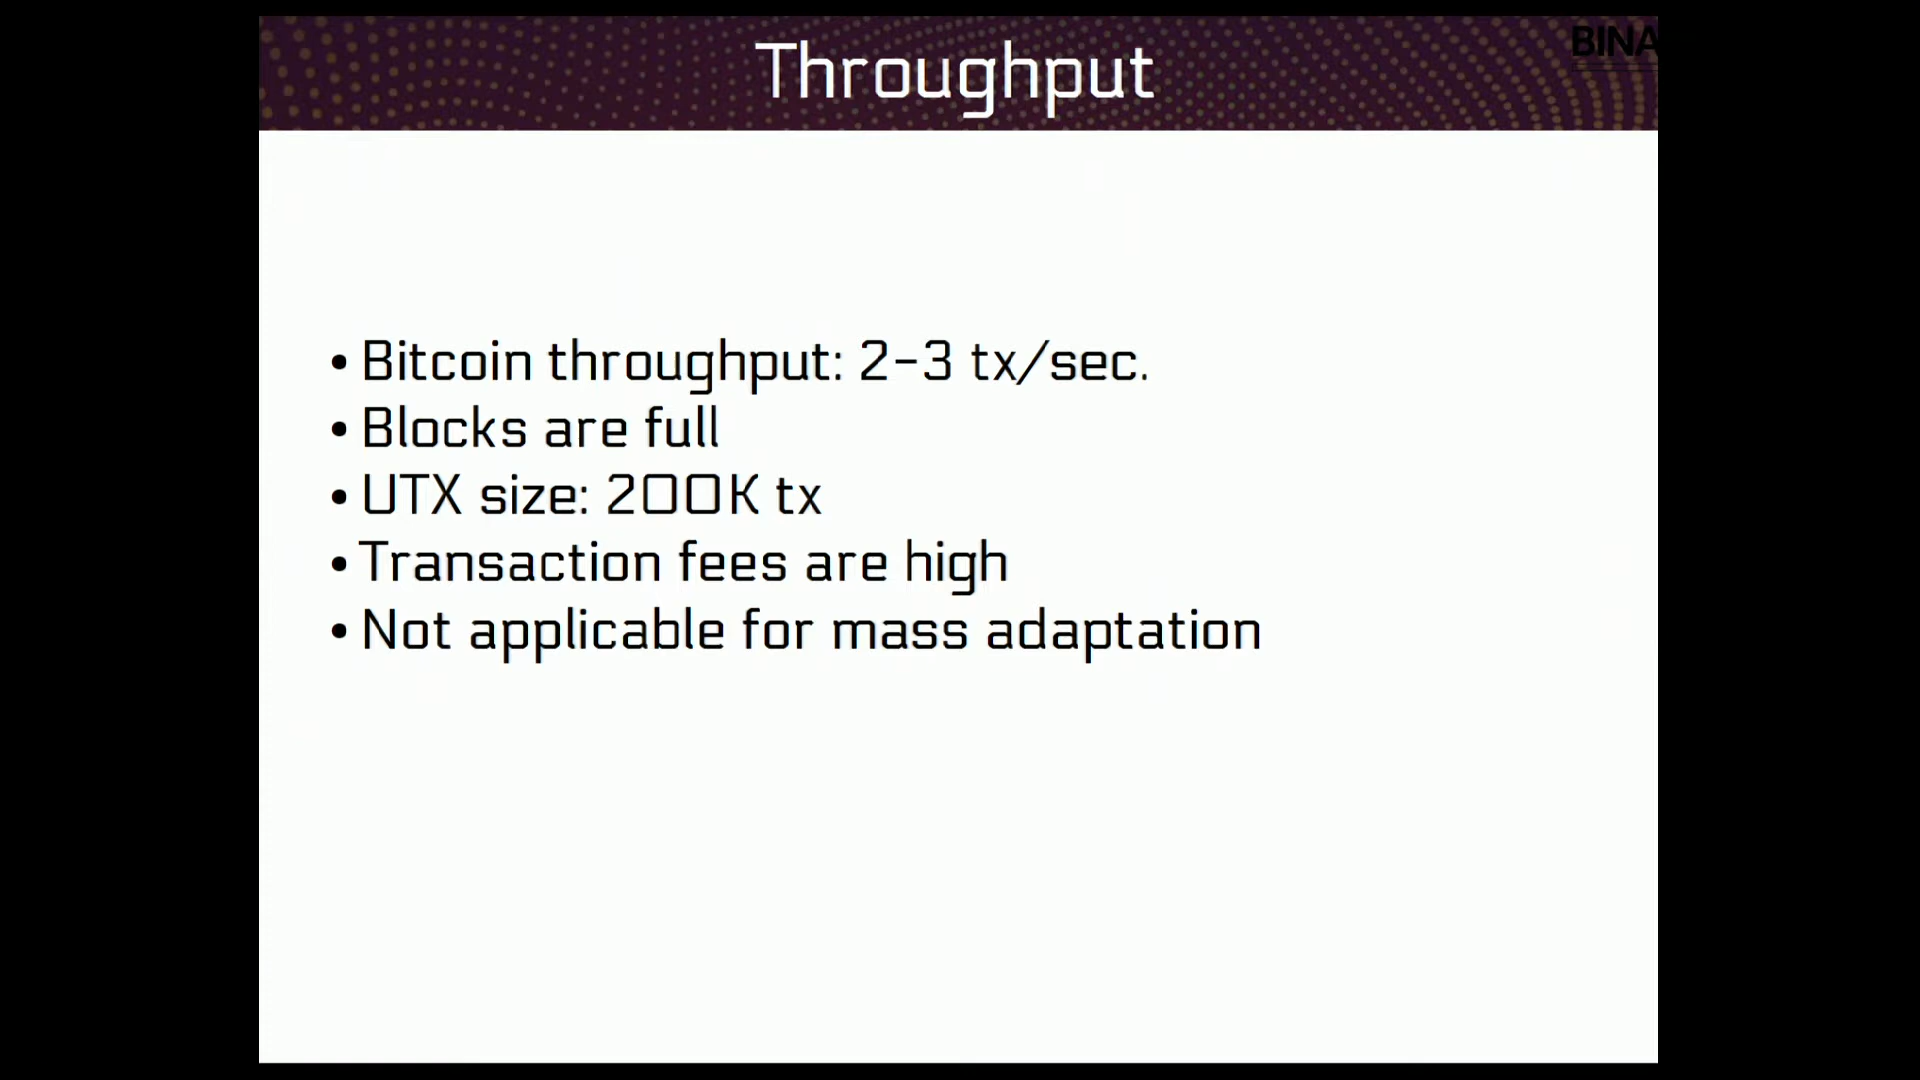 Throughput
BINA
• Bitcoin throughput: 2-3 tx/sec.
• Blocks are full
• UTX size: 200K tx
• Transaction fees are high
• Not applicable for mass adaptation